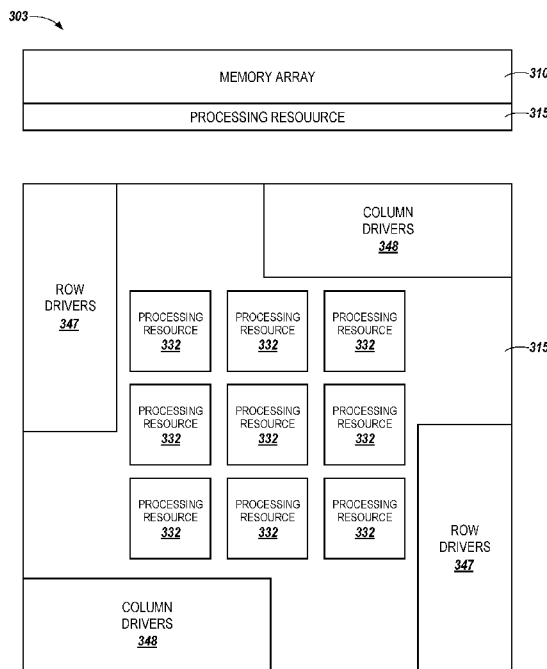 303
MEMORY ARRAY
310
PROCESSING RESOUURCE
315
COLUMN
DRIVERS
348
ROW
DRIVERS
347
PROCESSING
RESOURCE
332
PROCESSING
RESOURCE
332
PROCESSING
RESOURCE
332
315
PROCESSING
RESOURCE
332
PROCESSING
RESOURCE
332
PROCESSING
RESOURCE
332
PROCESSING
RESOURCE
332
PROCESSING
RESOURCE
332
PROCESSING
RESOURCE
332
ROW
DRIVERS
347
COLUMN
DRIVERS
348